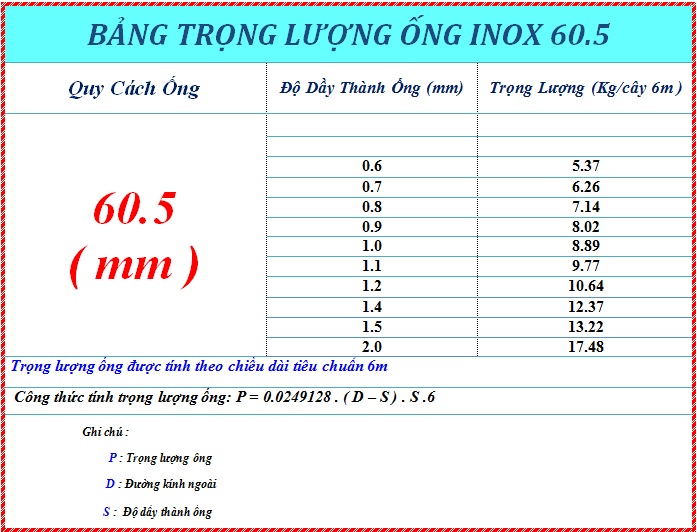 BẢNG TRỌNG LƯỢNG ỐNG INOX 60.5
Quy Cách Ống Độ Dầy Thành Ống (mm) Trọng Lượng (Kg/cây 6m )
60.5
( mm )
0.6 5.37
0.7 6.26
0.8 7.14
0.9 8.02
1.0 8.89
1.1 9.77
1.2 10.64
1.4 12.37
1.5 13.22
2.0 17.48
Trọng lượng ống được tính theo chiều dài tiêu chuẩn 6m
Công thức tính trọng lượng ống: P = 0.0249128 . ( D – S ) . S .6
Ghi chú :
P : Trọng lượng ông
D : Đường kính ngoài
S : Độ dầy thành ống